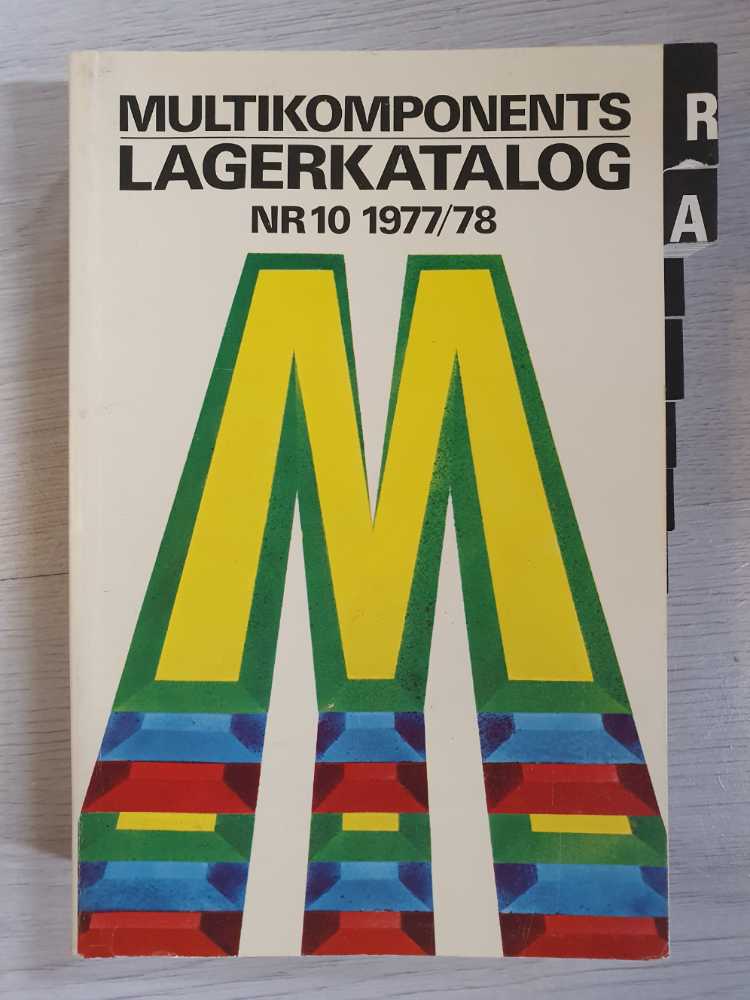 MULTIKOMPONENTS
LAGERKATALOG
NR 10 1977/78
R
A
M